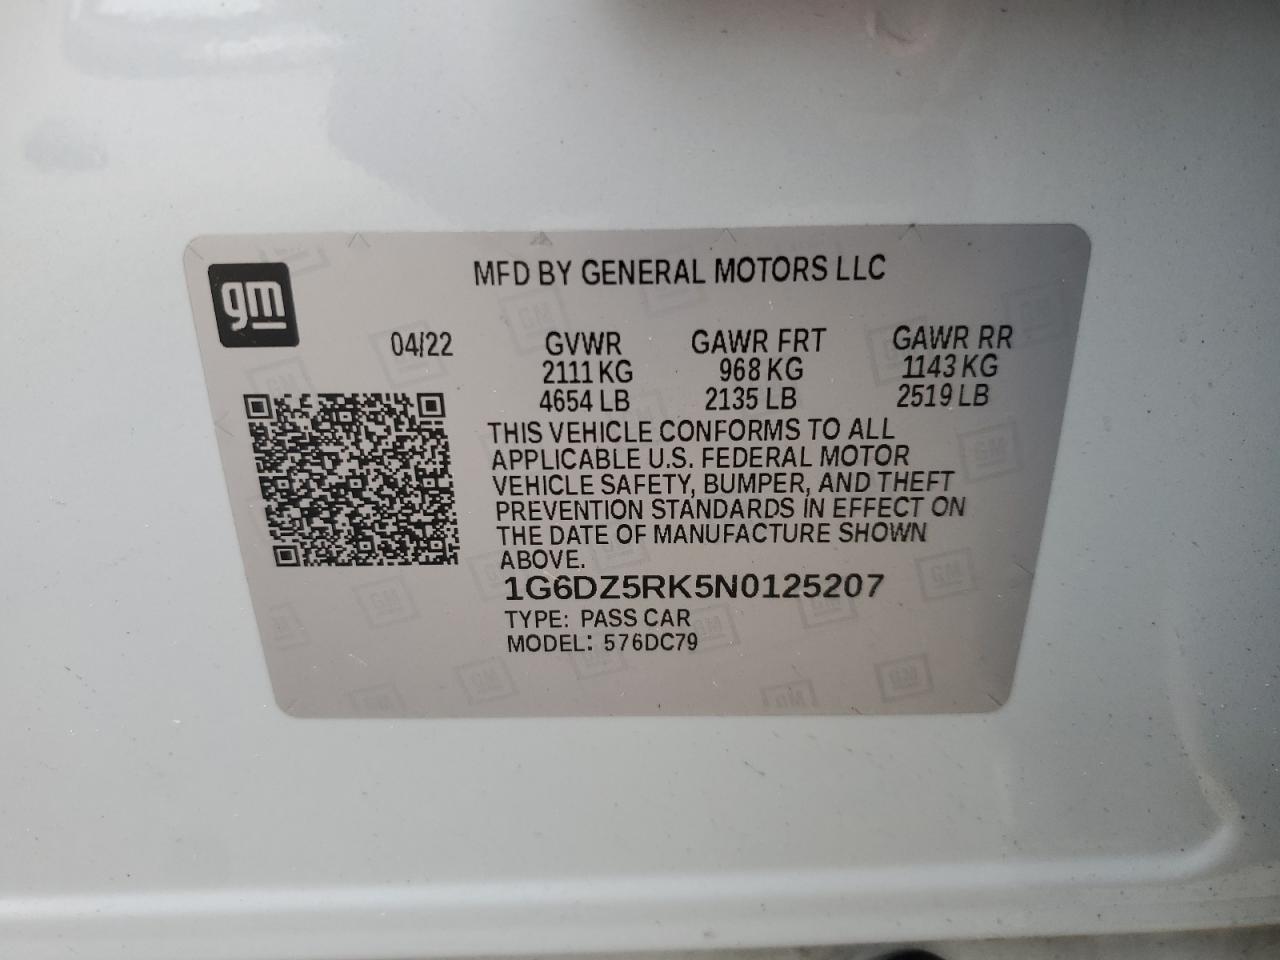 gm
MFD BY GENERAL MOTORS LLC
04/22 GVWR GAWR FRT GAWR RR
2111 KG 968 KG 1143 KG
4654 LB 2135 LB 2519 LB
THIS VEHICLE CONFORMS TO ALL
APPLICABLE U.S. FEDERAL MOTOR
VEHICLE SAFETY, BUMPER, AND THEFT
PREVENTION STANDARDS IN EFFECT ON
THE DATE OF MANUFACTURE SHOWN
ABOVE.
1G6DZ5RK5N0125207
TYPE: PASS CAR
MODEL: 576DC79